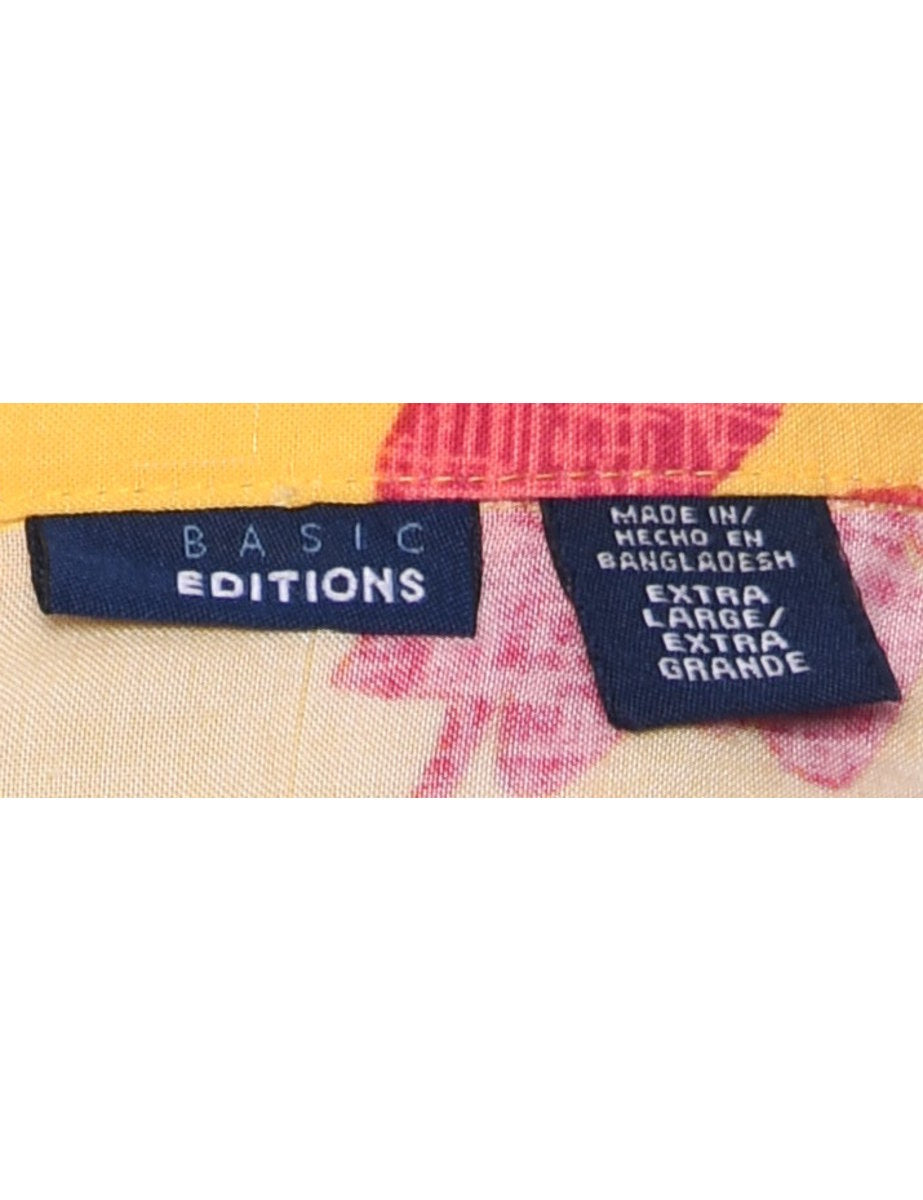 BASIC
EDITIONS
MADE IN/
HECHO EN
BANGLADESH
EXTRA
LARGE/
EXTRA
GRANDE